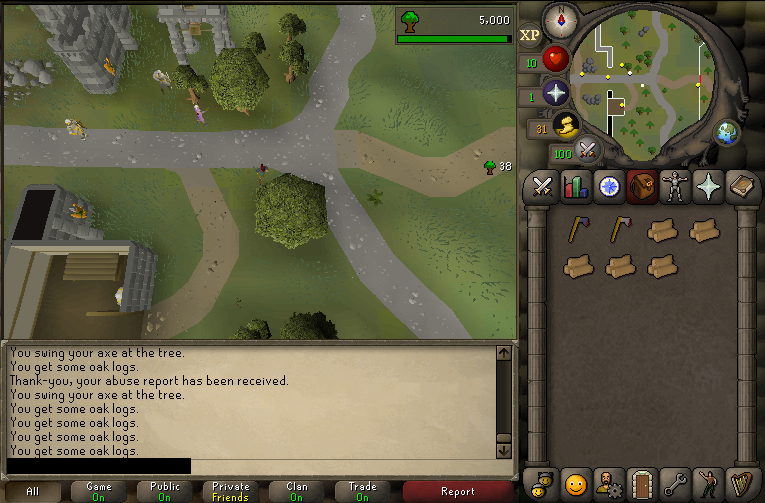 5,000
XP
N
10
1
31
100
38
You swing your axe at the tree.
You get some oak logs.
Thank-you, your abuse report has been received.
You swing your axe at the tree.
You get some oak logs.
You get some oak logs.
You get some oak logs.
You get some oak logs.
All
Game
On
Public
On
Private
Friends
Clan
On
Trade
On
Report